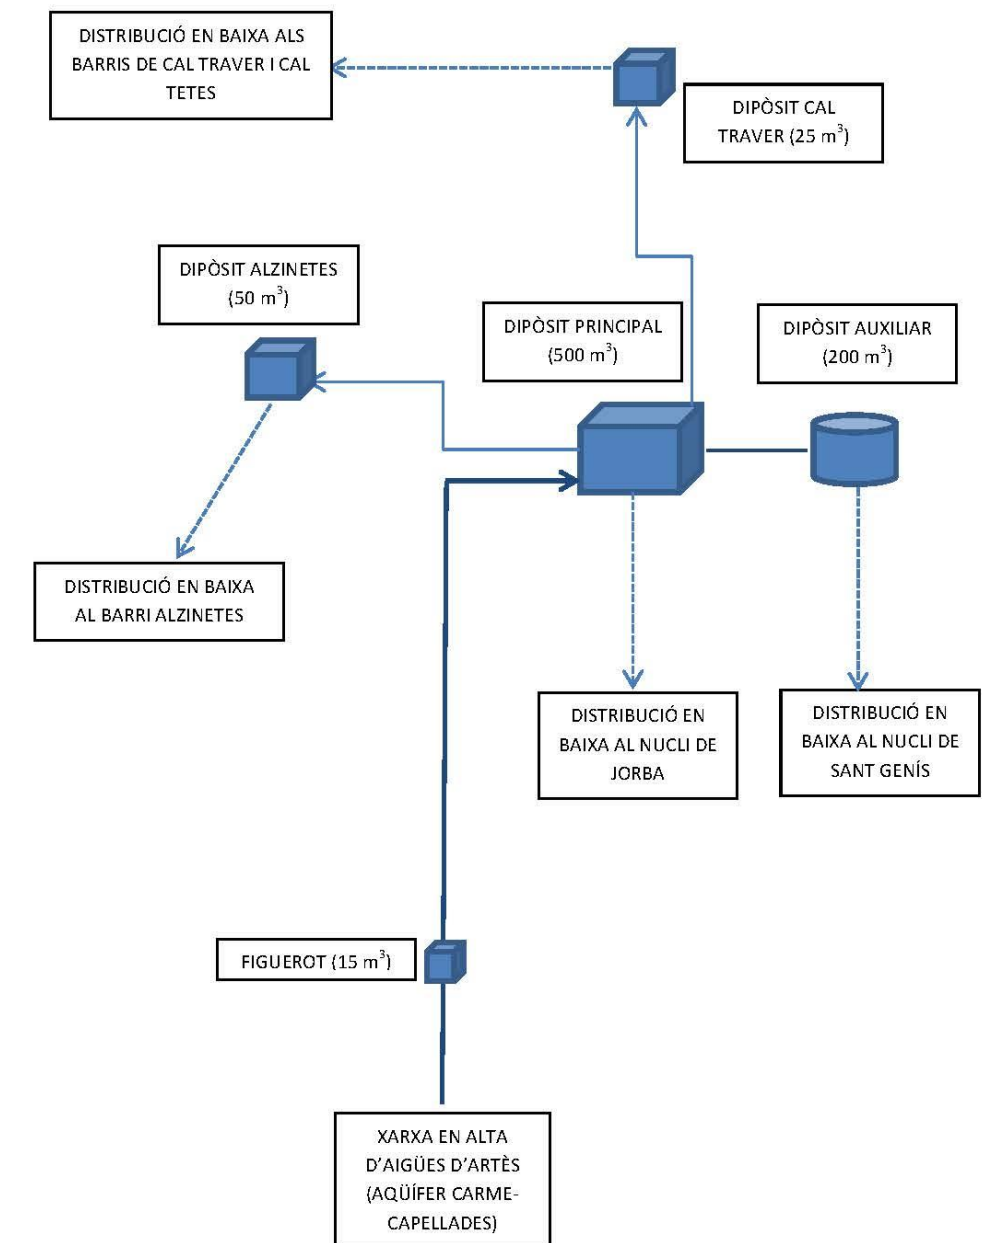 DISTRIBUCIÓ EN BAIXA ALS
BARRIS DE CAL TRAVER I CAL
TETES
DIPÒSIT CAL
TRAVER (25 m³)
DIPÒSIT ALZINETES
(50 m³)
DIPÒSIT PRINCIPAL
(500 m³)
DIPÒSIT AUXILIAR
(200 m³)
DISTRIBUCIÓ EN BAIXA
AL BARRI ALZINETES
DISTRIBUCIÓ EN
BAIXA AL NUCLI DE
JORBA
DISTRIBUCIÓ EN
BAIXA AL NUCLI DE
SANT GENÍS
FIGUEROT (15 m³)
XARXA EN ALTA
D’AIGÜES D’ARTÈS
(AQÜÍFER CARME-
CAPELLADES)